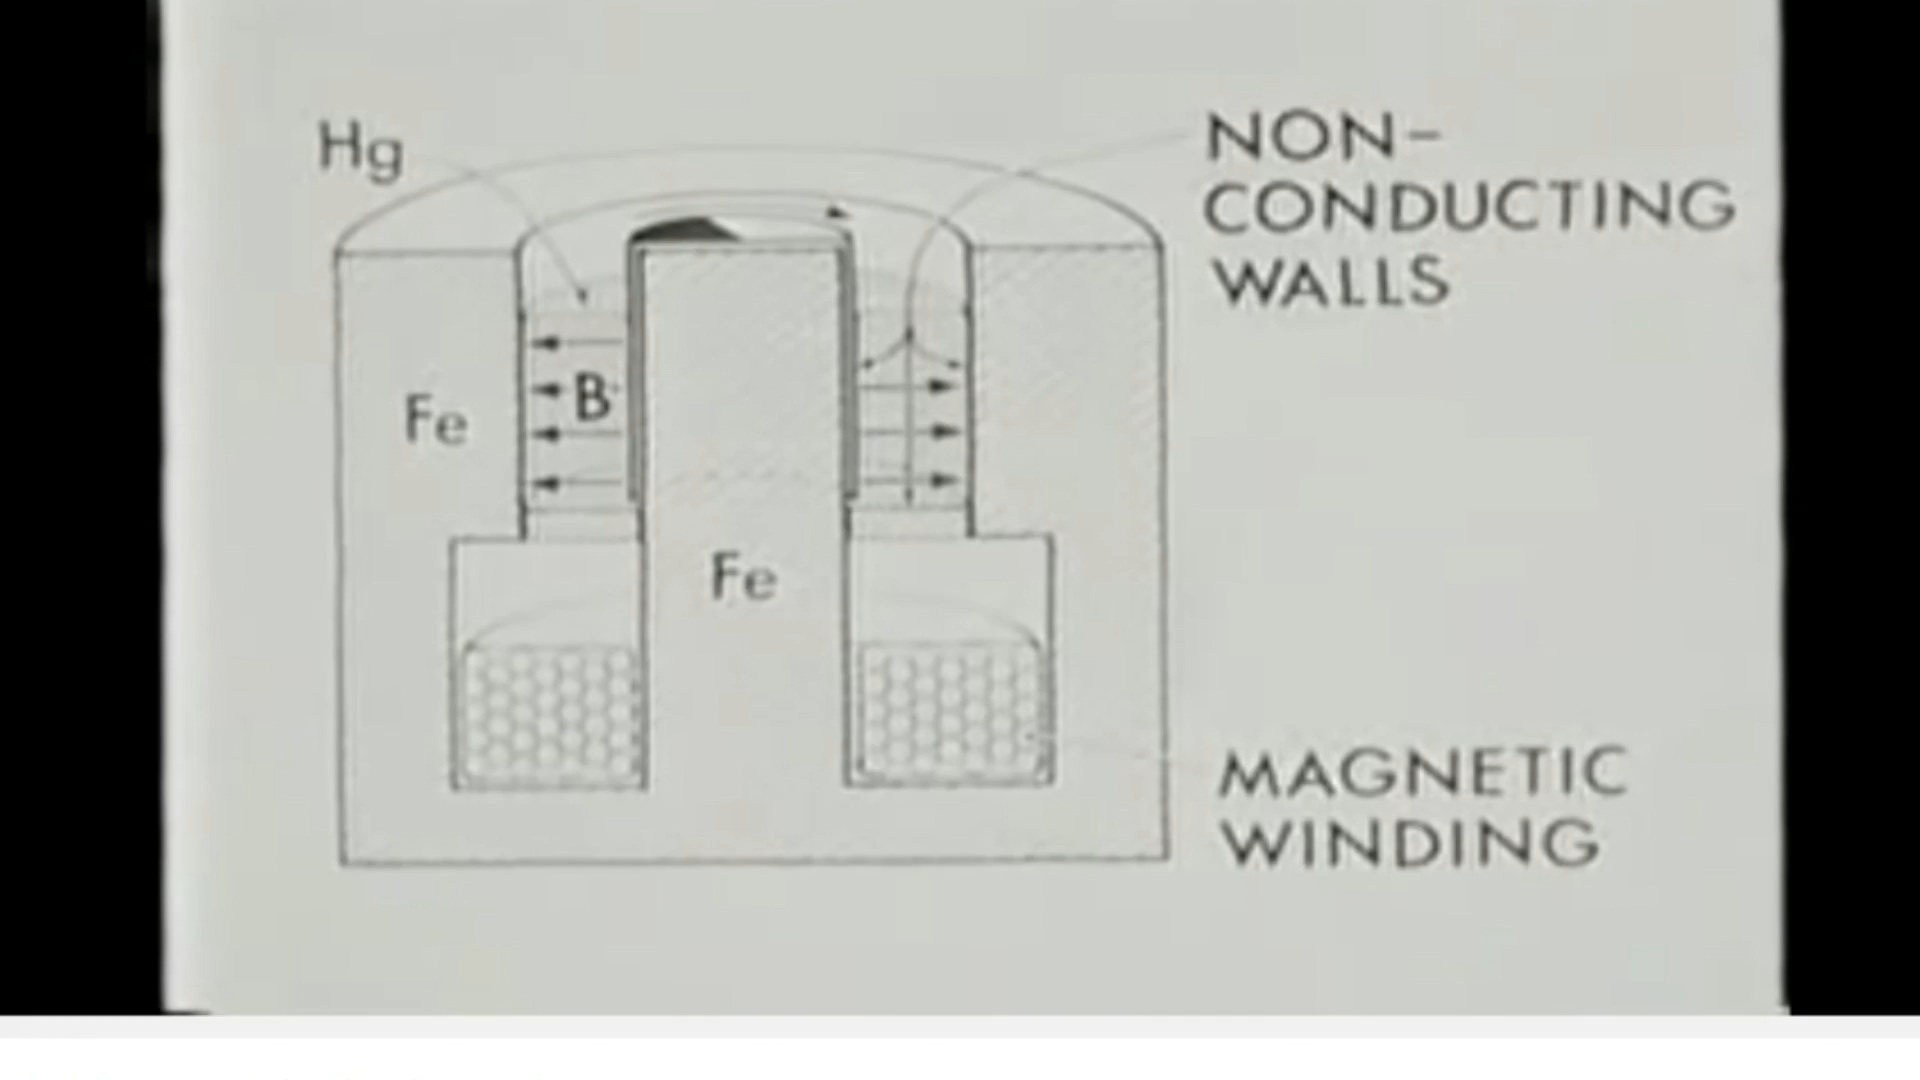 Hg
NON-
CONDUCTING
WALLS
B
Fe
Fe
MAGNETIC
WINDING